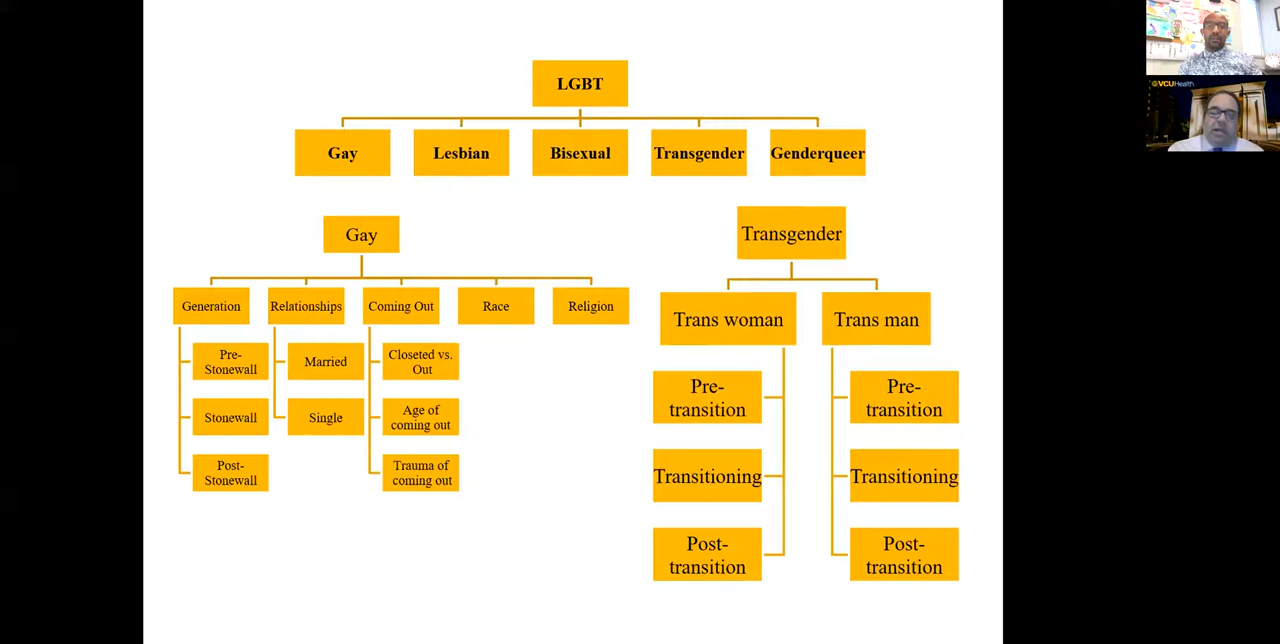 LGBT
Gay
Lesbian
Bisexual
Transgender
Genderqueer
Gay
Generation
Relationships
Coming Out
Race
Religion
Pre-
Stonewall
Stonewall
Post-
Stonewall
Married
Single
Closeted vs.
Out
Age of
coming out
Trauma of
coming out
Transgender
Trans woman
Trans man
Pre-
transition
Transitioning
Post-
transition
Pre-
transition
Transitioning
Post-
transition
VCUHealth